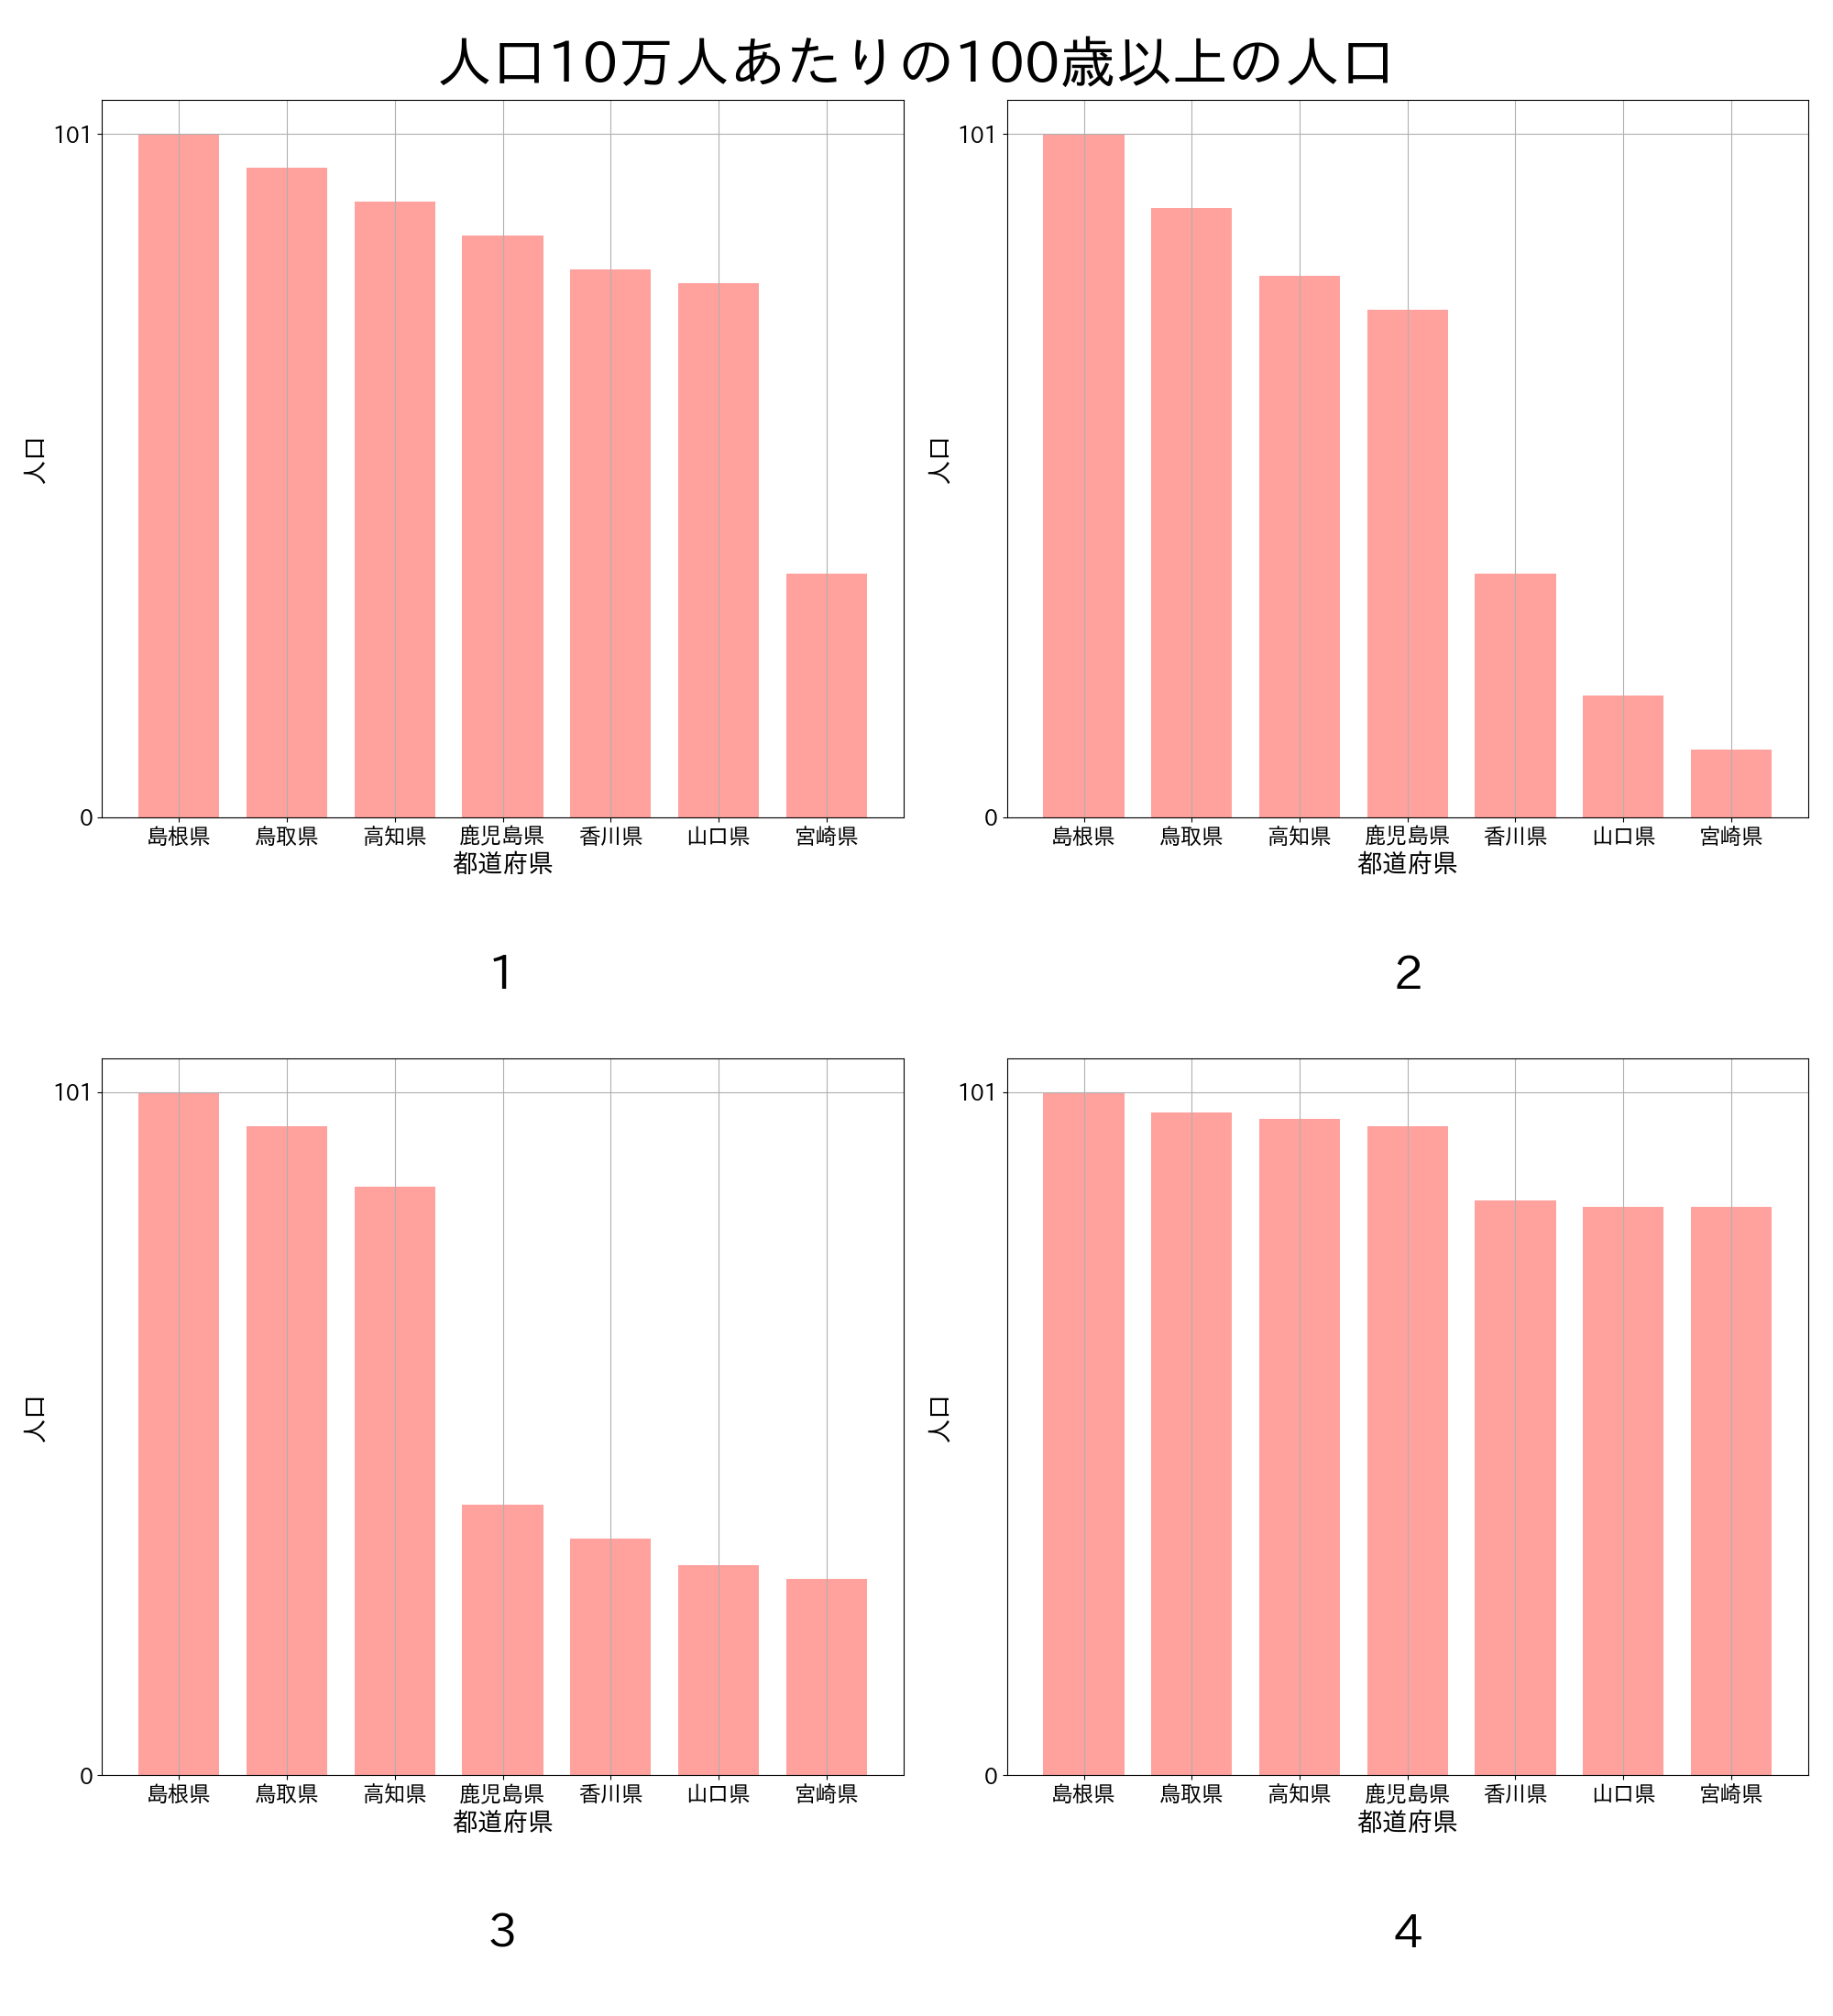 人口10万人あたりの100歳以上の人口
101
0
人口
島根県 鳥取県 高知県 鹿児島県 香川県 山口県 宮崎県
都道府県
1
101
0
人口
島根県 鳥取県 高知県 鹿児島県 香川県 山口県 宮崎県
都道府県
2
101
0
人口
島根県 鳥取県 高知県 鹿児島県 香川県 山口県 宮崎県
都道府県
3
101
0
人口
島根県 鳥取県 高知県 鹿児島県 香川県 山口県 宮崎県
都道府県
4